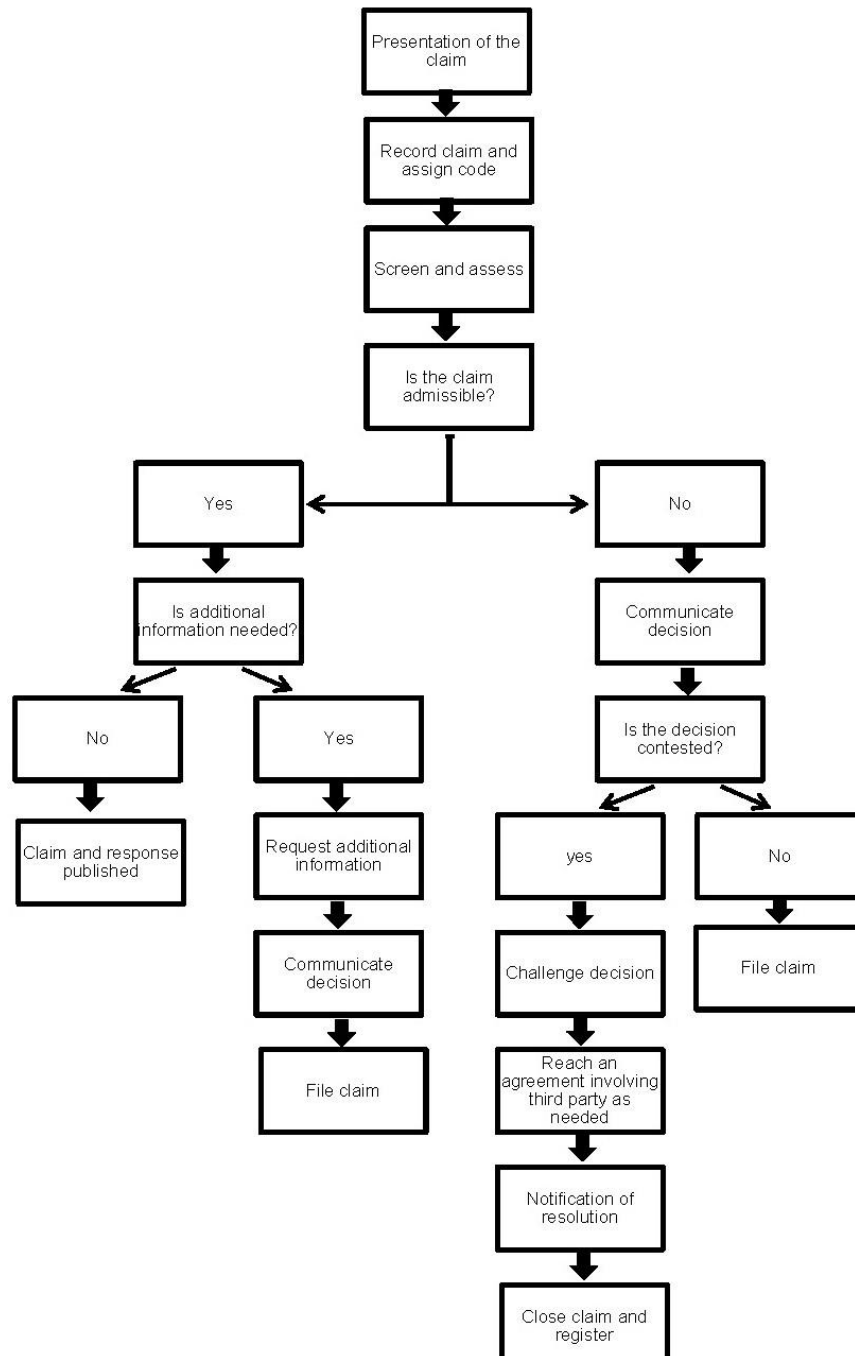 Presentation of the
claim
Record claim and
assign code
Screen and assess
Is the claim
admissible?
Yes
No
Is additional
information needed?
Communicate
decision
No
Yes
Is the decision
contested?
Claim and response
published
Request additional
information
yes
No
Communicate
decision
Challenge decision
File claim
File claim
Reach an
agreement involving
third party as
needed
Notification of
resolution
Close claim and
register